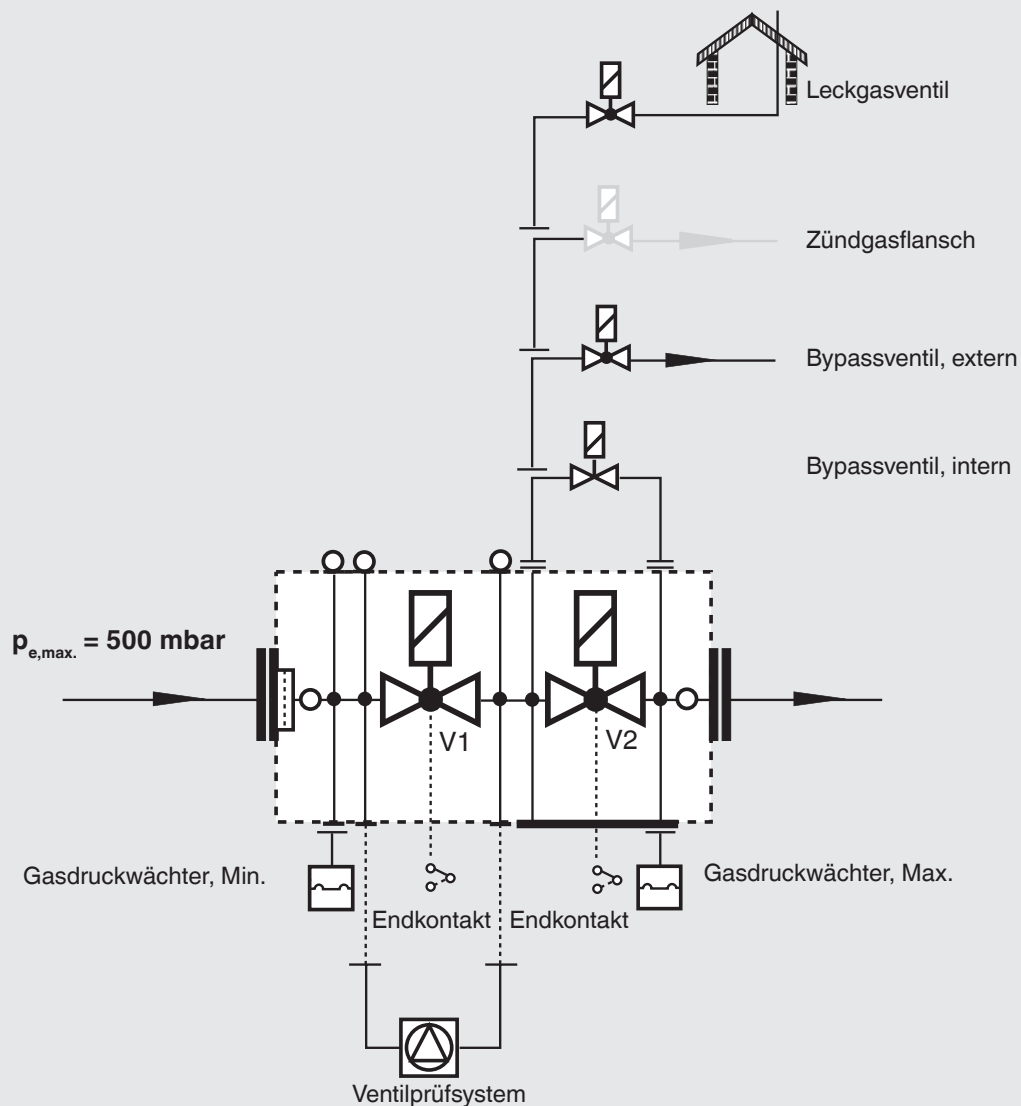 Leckgasventil
Zündgasflansch
Bypassventil, extern
Bypassventil, intern
pe,max. = 500 mbar
V1
V2
Gasdruckwächter, Min.
Gasdruckwächter, Max.
Endkontakt
Endkontakt
Ventilprüfsystem